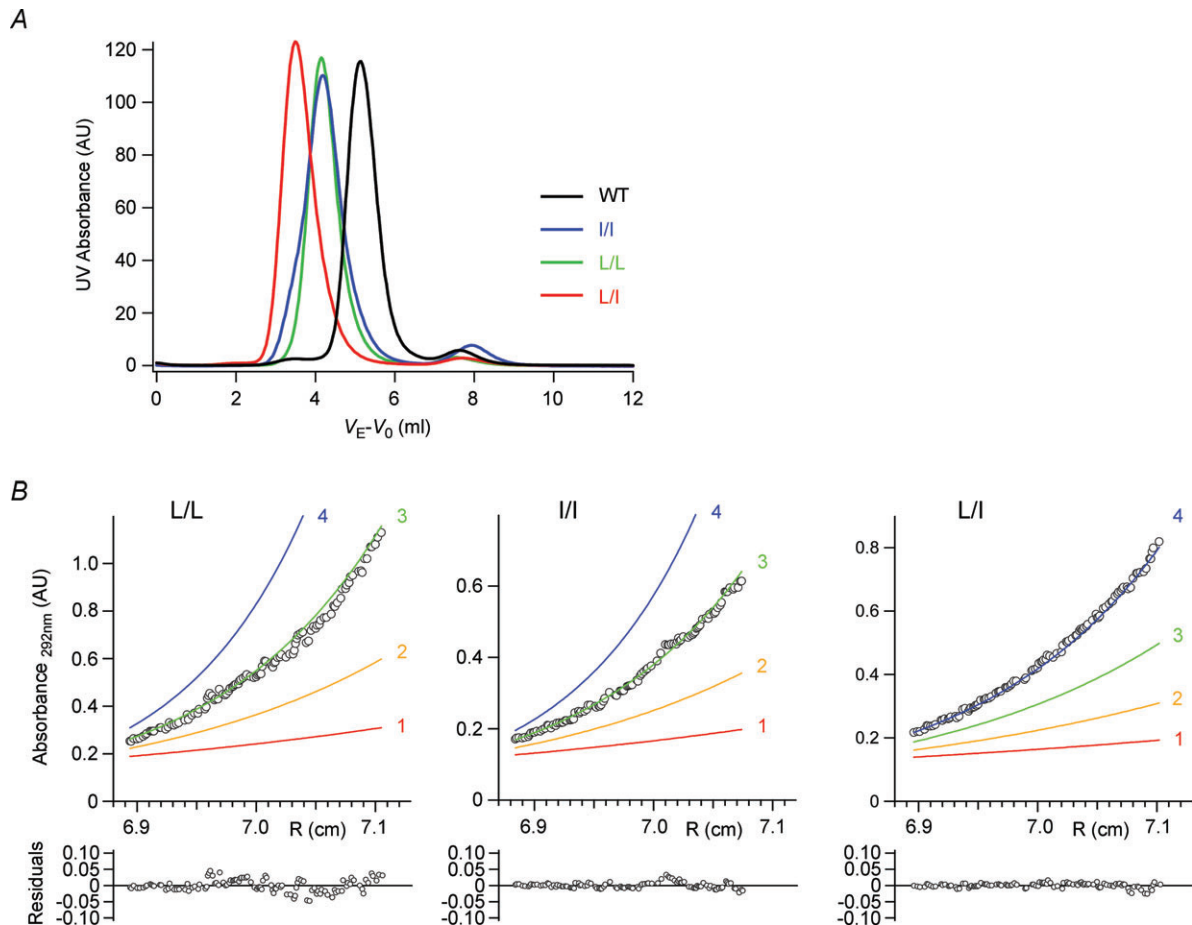 A
120
100
80
60
40
20
0
UV Absorbance (AU)
0 2 4 6 8 10 12
VE-V0 (ml)
WT
I/I
L/L
L/I
B
L/L
4
3
2
1
1.0
0.8
0.6
0.4
0.2
0
Absorbance 292nm (AU)
6.9 7.0 R (cm) 7.1
0.10
0.05
0
-0.05
-0.10
Residuals
I/I
4
3
2
1
0.6
0.4
0.2
0
6.9 7.0 R (cm) 7.1
0.10
0.05
0
-0.05
-0.10
L/I
4
3
2
1
0.8
0.6
0.4
0.2
0
6.9 7.0 R (cm) 7.1
0.10
0.05
0
-0.05
-0.10